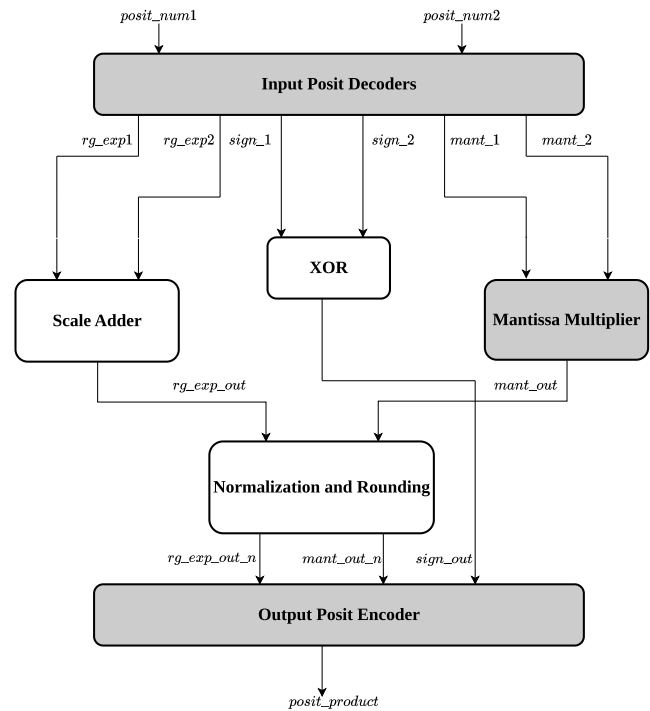 posit_num1 posit_num2
Input Posit Decoders
rg_exp1 rg_exp2 sign_1 sign_2 mant_1 mant_2
XOR
Scale Adder
Mantissa Multiplier
rg_exp_out mant_out
Normalization and Rounding
rg_exp_out_n mant_out_n sign_out
Output Posit Encoder
posit_product